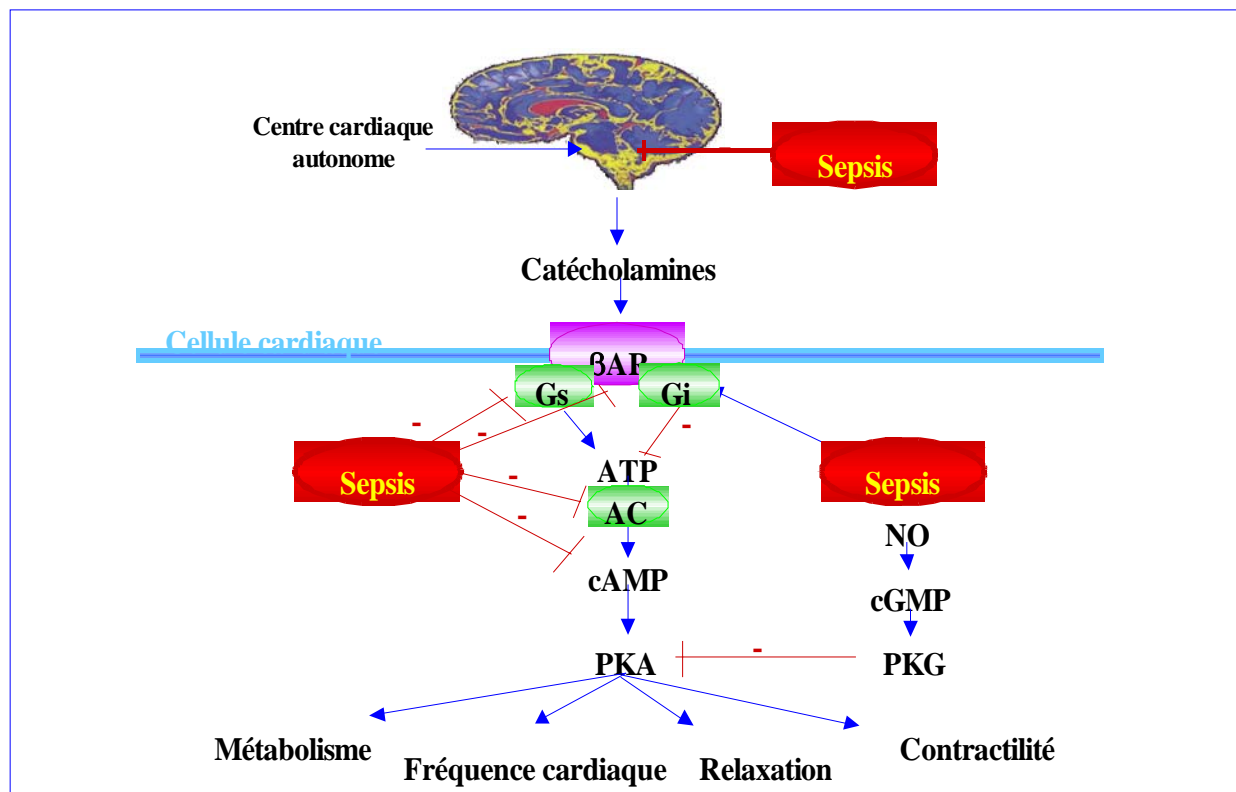 Centre cardiaque
autonome
Sepsis
Catécholamines
Cellule cardiaque
βAR
Gs
Gi
-
-
-
Sepsis
ATP
Sepsis
-
AC
-
NO
cAMP
cGMP
PKA
-
PKG
Métabolisme
Fréquence cardiaque
Relaxation
Contractilité